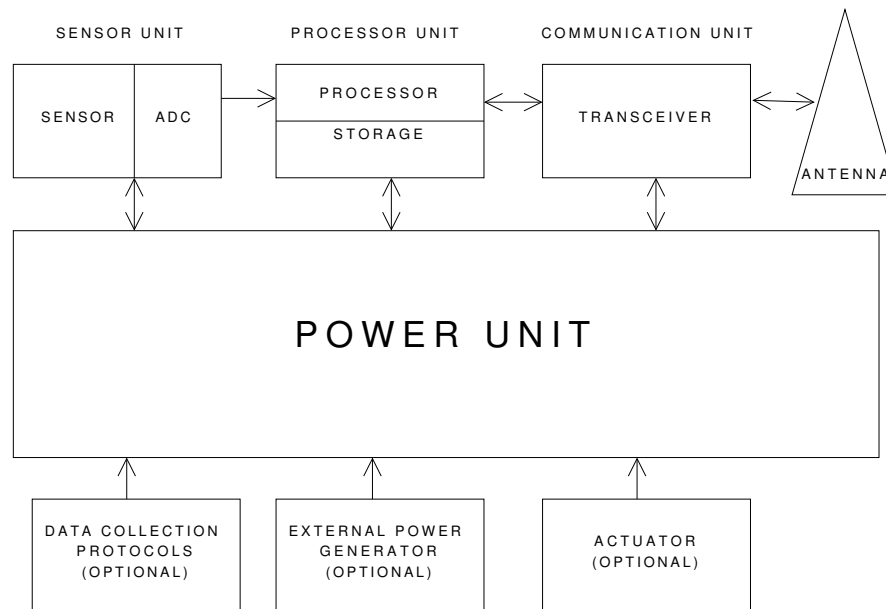 SENSOR UNIT
PROCESSOR UNIT
COMMUNICATION UNIT
SENSOR
ADC
PROCESSOR
STORAGE
TRANSCEIVER
ANTENNA
POWER UNIT
DATA COLLECTION
PROTOCOLS
(OPTIONAL)
EXTERNAL POWER
GENERATOR
(OPTIONAL)
ACTUATOR
(OPTIONAL)